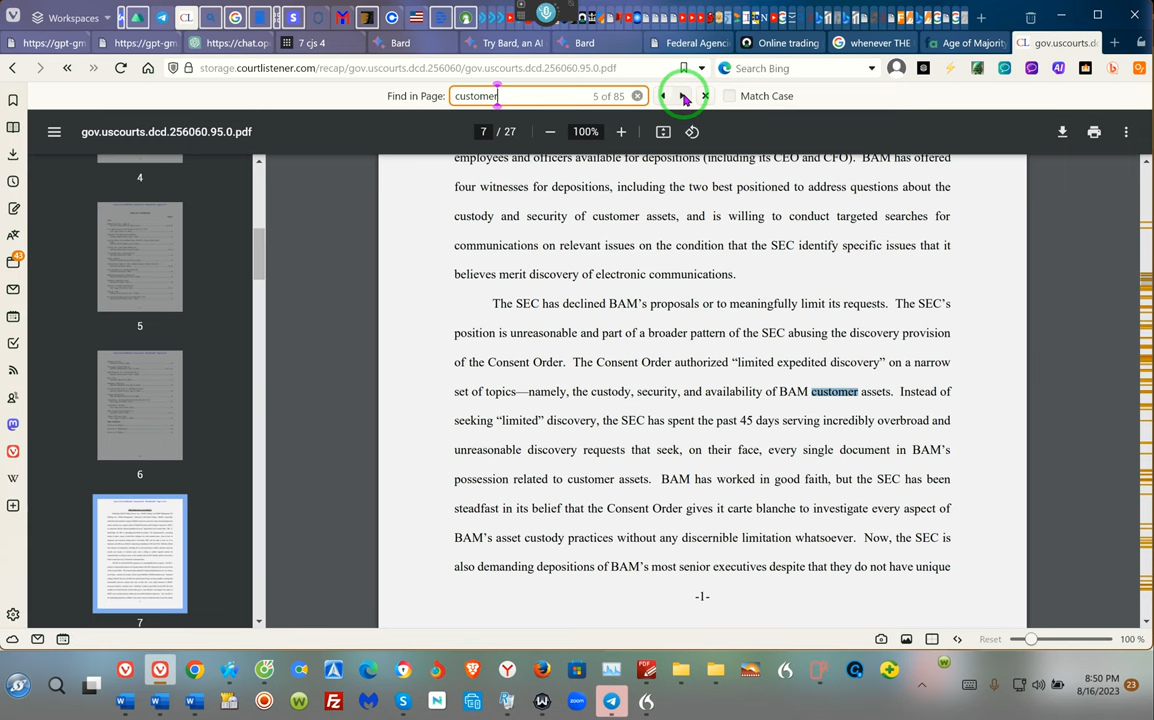 Workspaces
https://gpt-gm
https://gpt-gm
https://chat.op
7 cjs 4
Bard
Try Bard, an AI
Bard
Federal Agenc
Online trading
whenever THE
Age of Majorit
gov.uscourts.dc
storage.courtlistener.com/recap/gov.uscourts.dcd.256060/gov.uscourts.dcd.256060.95.0.pdf
Search Bing
Find in Page:
customer
5 of 85
Match Case
gov.uscourts.dcd.256060.95.0.pdf
7 / 27
100%
4
5
6
7
employees and officers available for depositions (including its CEO and CFO). BAM has offered
four witnesses for depositions, including the two best positioned to address questions about the
custody and security of customer assets, and is willing to conduct targeted searches for
communications on relevant issues on the condition that the SEC identify specific issues that it
believes merit discovery of electronic communications.
The SEC has declined BAM’s proposals or to meaningfully limit its requests. The SEC’s
position is unreasonable and part of a broader pattern of the SEC abusing the discovery provision
of the Consent Order. The Consent Order authorized “limited expedited discovery” on a narrow
set of topics—namely, the custody, security, and availability of BAM customer assets. Instead of
seeking “limited” discovery, the SEC has spent the past 45 days serving incredibly overbroad and
unreasonable discovery requests that seek, on their face, every single document in BAM’s
possession related to customer assets. BAM has worked in good faith, but the SEC has been
steadfast in its belief that the Consent Order gives it carte blanche to investigate every aspect of
BAM’s asset custody practices without any discernible limitation whatsoever. Now, the SEC is
also demanding depositions of BAM’s most senior executives despite that they do not have unique
-1-
43
Reset
100 %
8:50 PM
8/16/2023
23